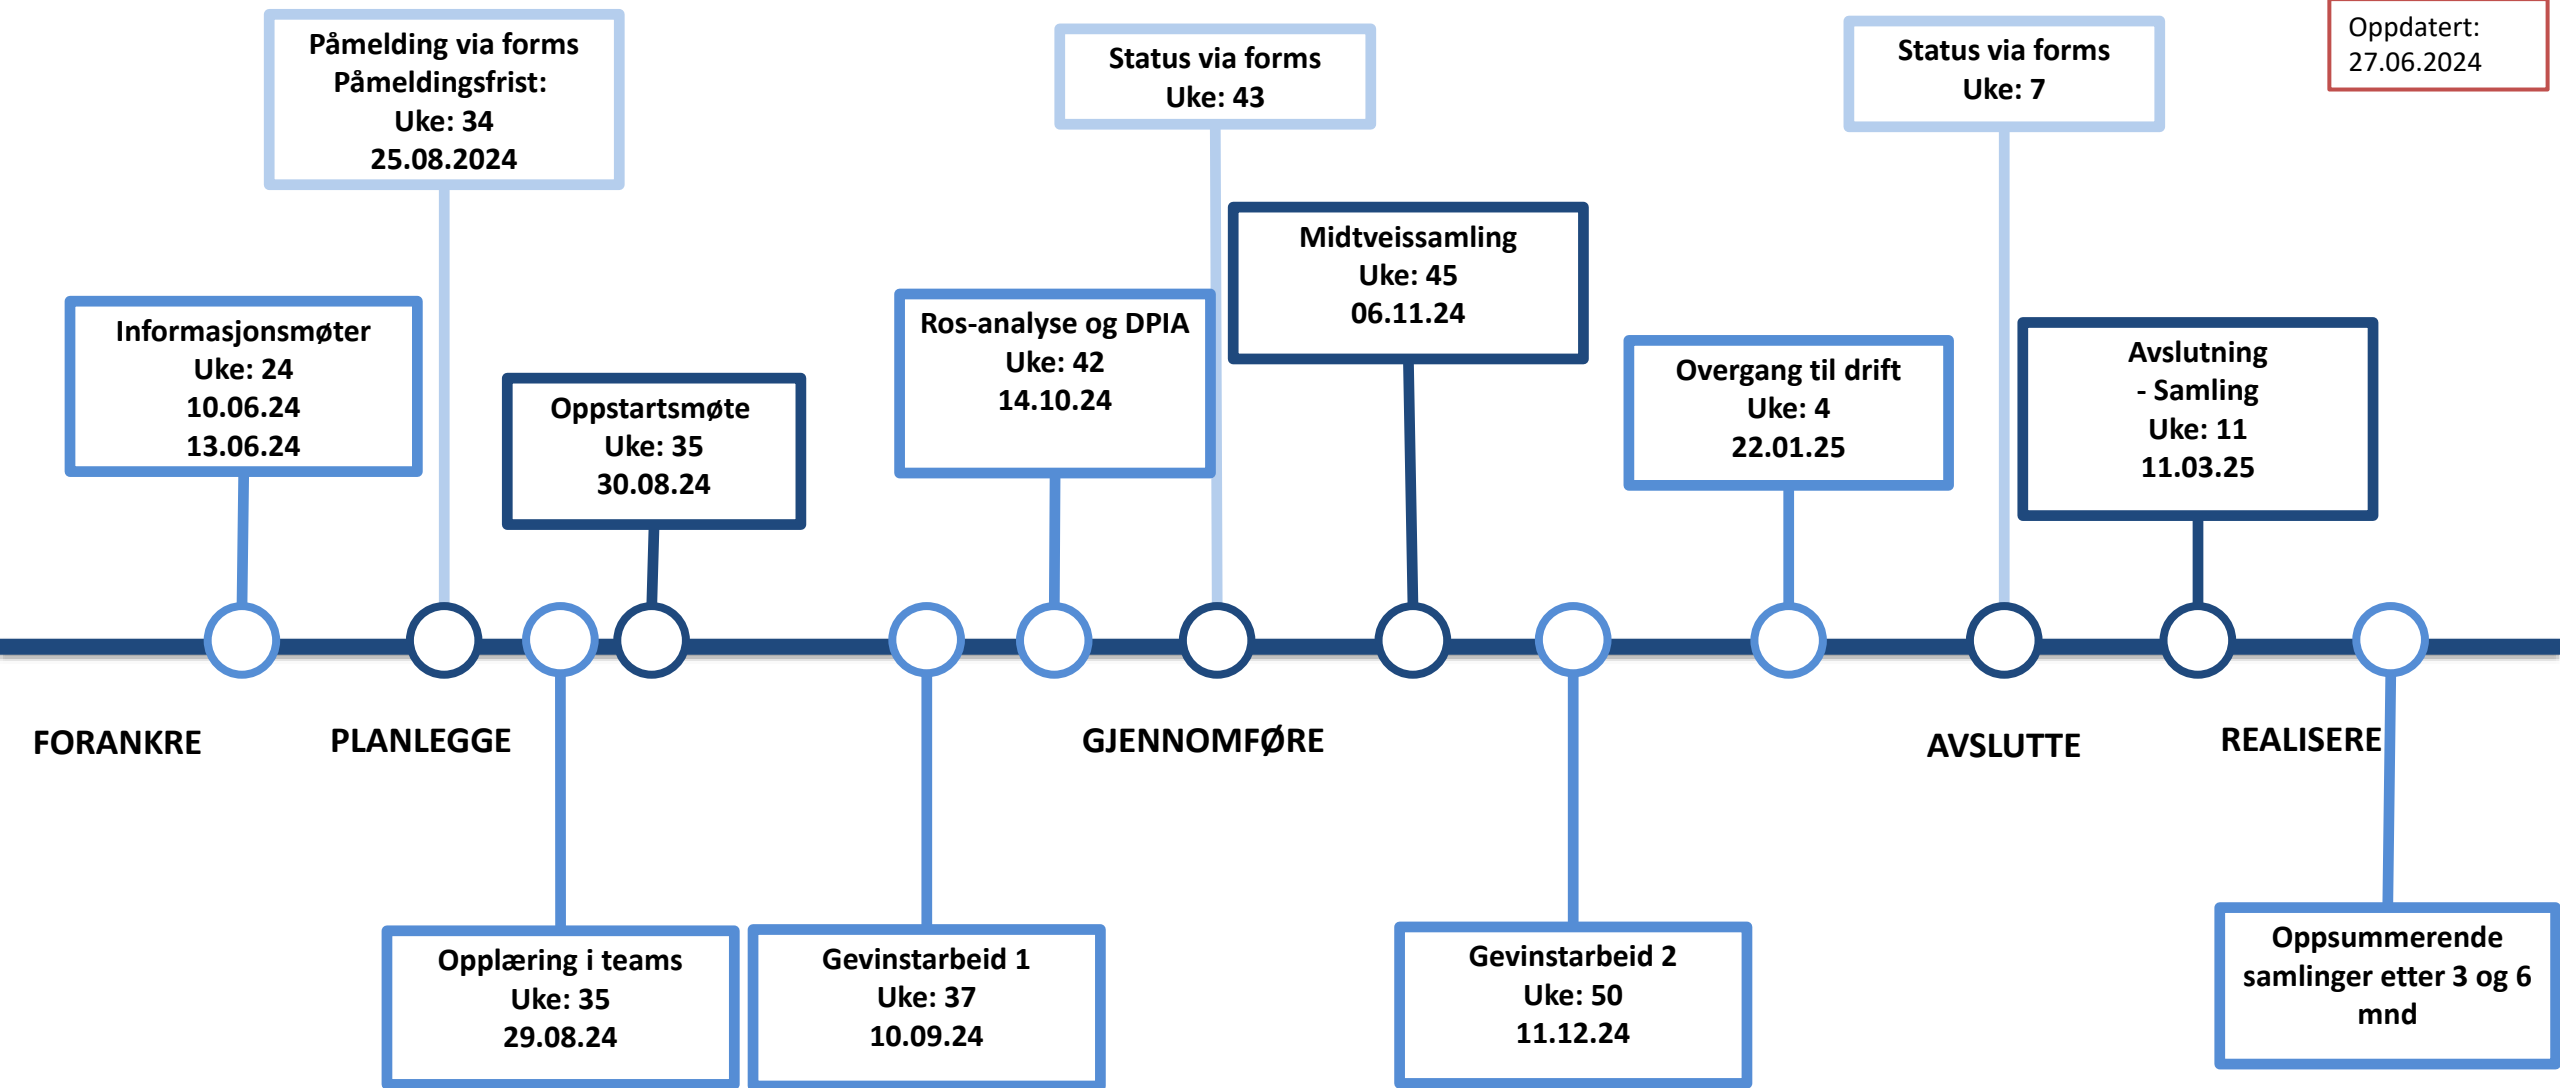 Påmelding via forms
Påmeldingsfrist:
Uke: 34
25.08.2024
Status via forms
Uke: 43
Status via forms
Uke: 7
Oppdatert:
27.06.2024
Informasjonsmøter
Uke: 24
10.06.24
13.06.24
Oppstartsmøte
Uke: 35
30.08.24
Ros-analyse og DPIA
Uke: 42
14.10.24
Midtveissamling
Uke: 45
06.11.24
Overgang til drift
Uke: 4
22.01.25
Avslutning
- Samling
Uke: 11
11.03.25
FORANKRE
PLANLEGGE
GJENNOMFØRE
AVSLUTTE
REALISERE
Opplæring i teams
Uke: 35
29.08.24
Gevinstarbeid 1
Uke: 37
10.09.24
Gevinstarbeid 2
Uke: 50
11.12.24
Oppsummerende
samlinger etter 3 og 6
mnd